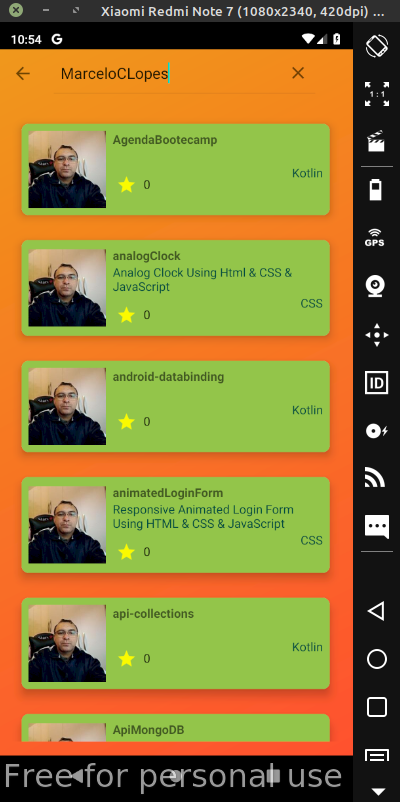 Xiaomi Redmi Note 7 (1080x2340, 420dpi) ...
10:54 G
MarceloCLopes
AgendaBootecamp
0
Kotlin
analogClock
Analog Clock Using Html & CSS &
JavaScript
CSS
0
android-databinding
Kotlin
0
animatedLoginForm
Responsive Animated Login Form
Using HTML & CSS & JavaScript
CSS
0
api-collections
Kotlin
0
ApiMongoDB
Free for personal use
1:1
GPS
ID